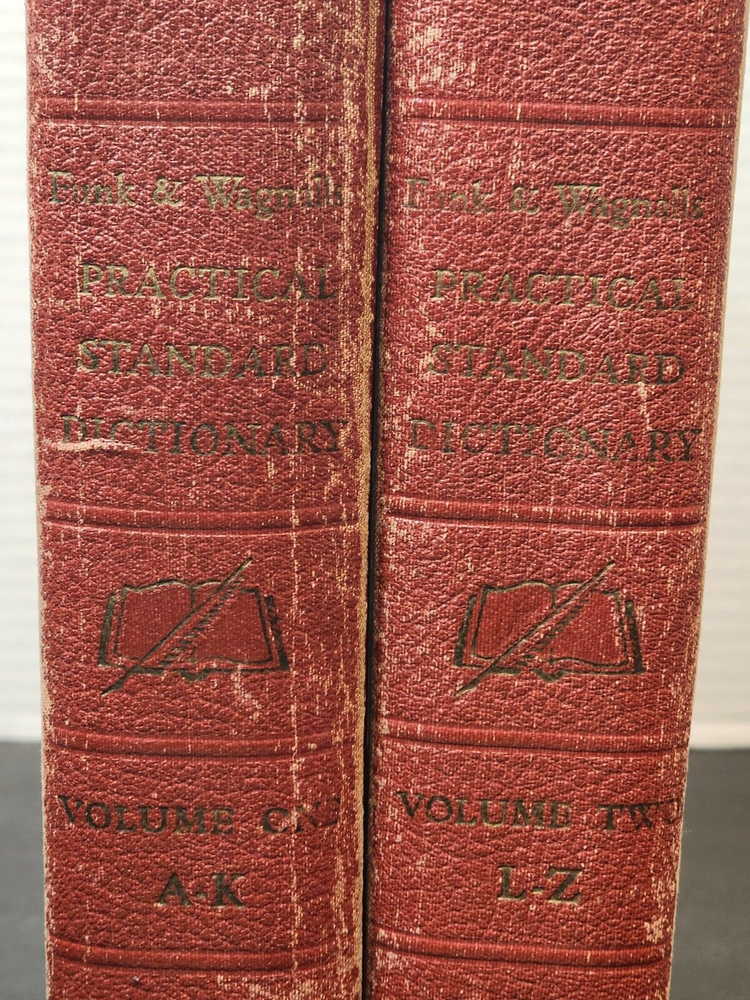 Funk & Wagnalls
PRACTICAL
STANDARD
DICTIONARY
VOLUME ONE
A-K
Funk & Wagnalls
PRACTICAL
STANDARD
DICTIONARY
VOLUME TWO
L-Z